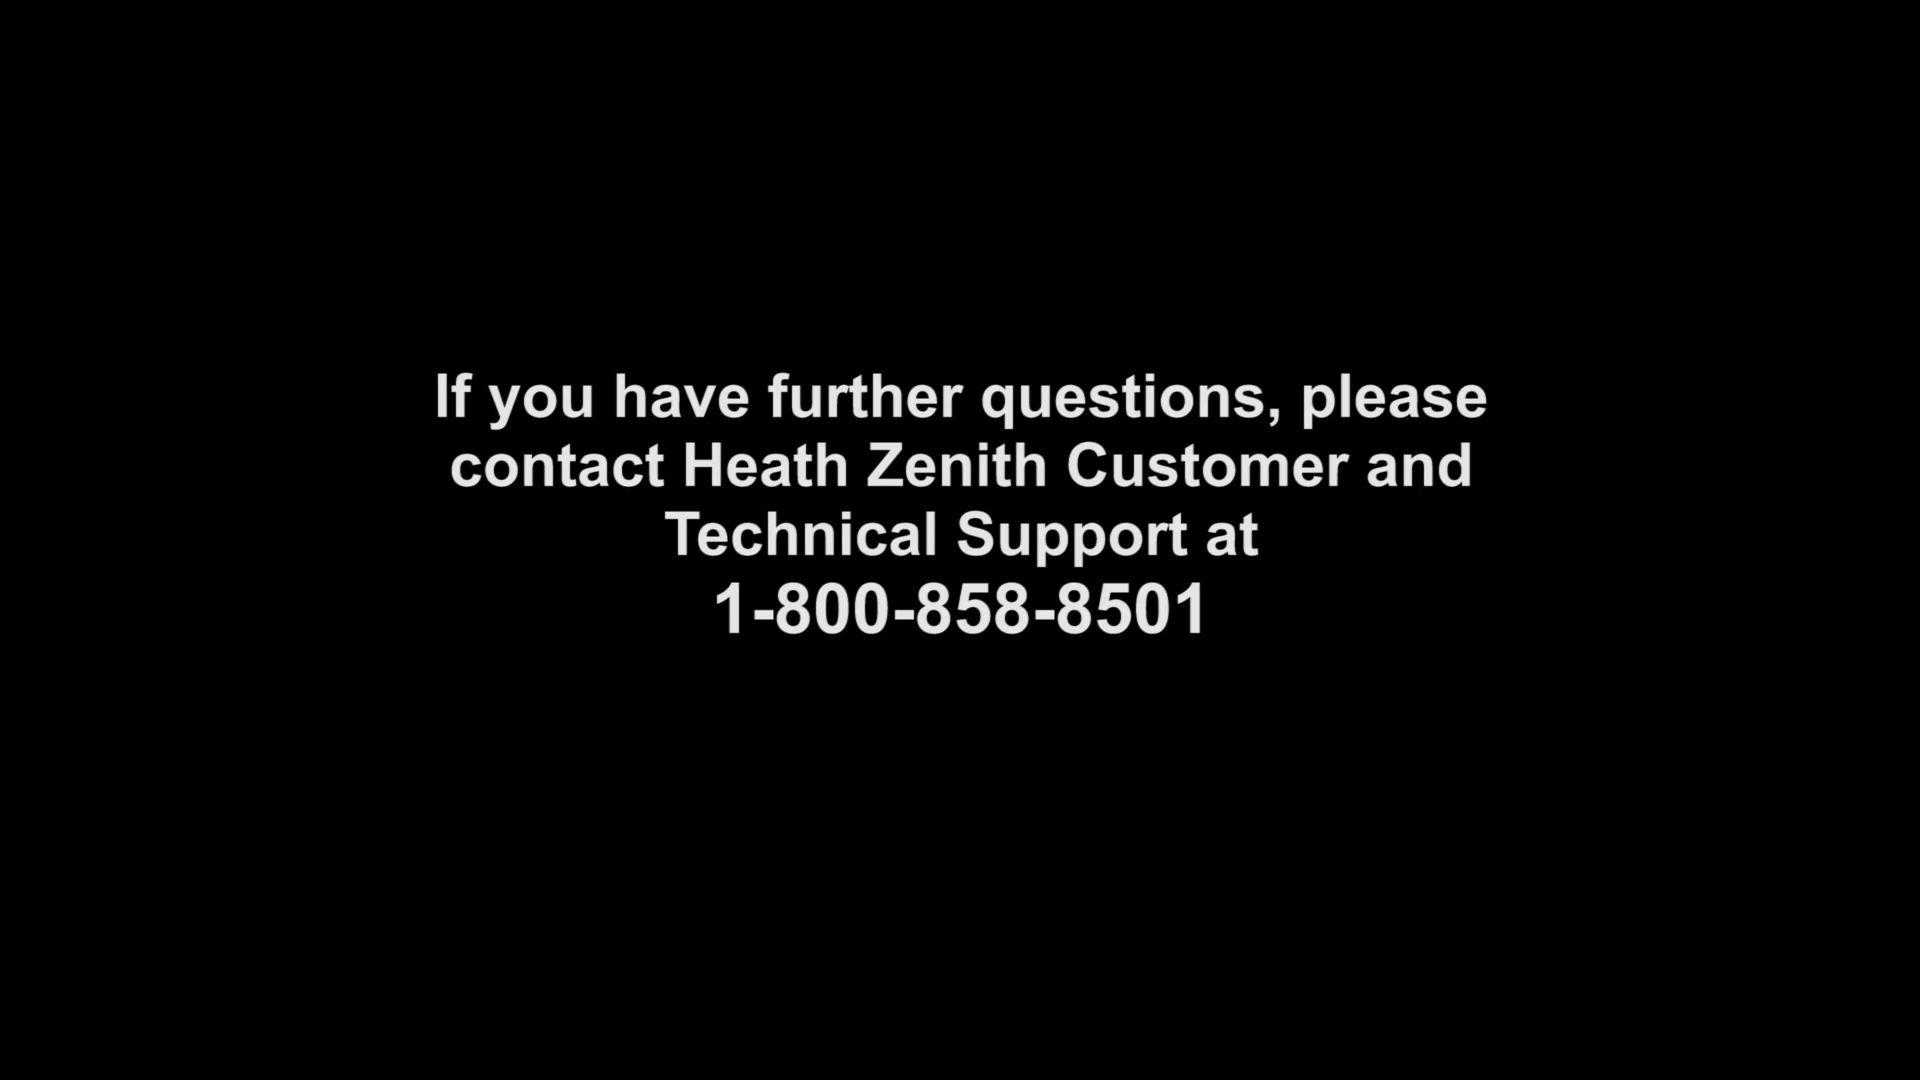 If you have further questions, please
contact Heath Zenith Customer and
Technical Support at
1-800-858-8501